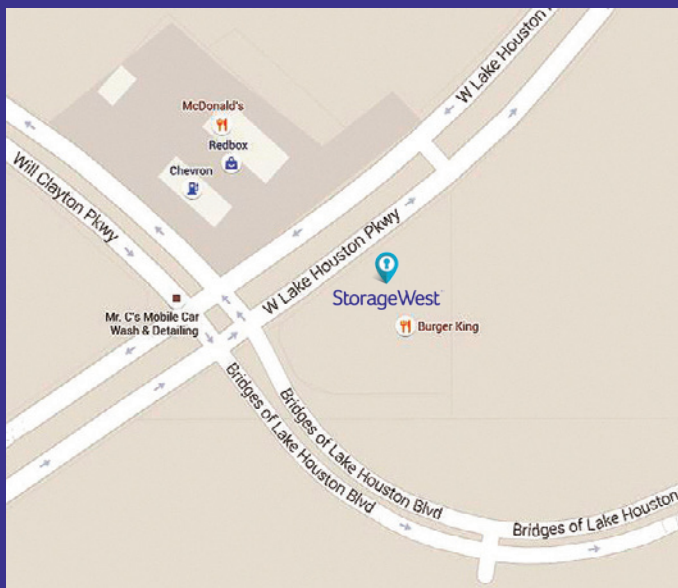 W Lake Houston
McDonald's
Redbox
Chevron
Will Clayton Pkwy
W Lake Houston Pkwy
StorageWest
Mr. C's Mobile Car
Wash & Detailing
Burger King
Bridges of Lake Houston Blvd
Bridges of Lake Houston Blvd
Bridges of Lake Houston